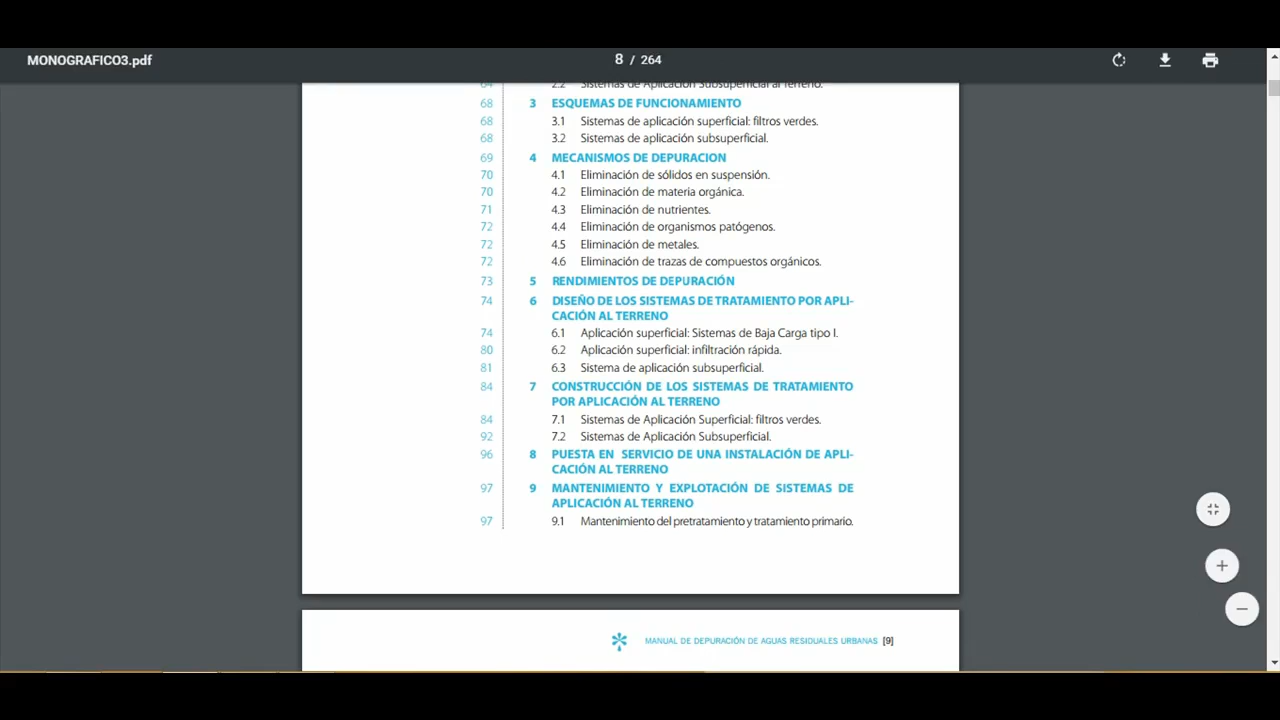 MONOGRAFICO3.pdf
8 / 264
64 2.2 Sistemas de Aplicación Subsuperficial al Terreno.
68 3 ESQUEMAS DE FUNCIONAMIENTO
68 3.1 Sistemas de aplicación superficial: filtros verdes.
68 3.2 Sistemas de aplicación subsuperficial.
69 4 MECANISMOS DE DEPURACION
70 4.1 Eliminación de sólidos en suspensión.
70 4.2 Eliminación de materia orgánica.
71 4.3 Eliminación de nutrientes.
72 4.4 Eliminación de organismos patógenos.
72 4.5 Eliminación de metales.
72 4.6 Eliminación de trazas de compuestos orgánicos.
73 5 RENDIMIENTOS DE DEPURACIÓN
74 6 DISEÑO DE LOS SISTEMAS DE TRATAMIENTO POR APLI-
CACIÓN AL TERRENO
74 6.1 Aplicación superficial: Sistemas de Baja Carga tipo I.
80 6.2 Aplicación superficial: infiltración rápida.
81 6.3 Sistema de aplicación subsuperficial.
84 7 CONSTRUCCIÓN DE LOS SISTEMAS DE TRATAMIENTO
POR APLICACIÓN AL TERRENO
84 7.1 Sistemas de Aplicación Superficial: filtros verdes.
92 7.2 Sistemas de Aplicación Subsuperficial.
96 8 PUESTA EN SERVICIO DE UNA INSTALACIÓN DE APLI-
CACIÓN AL TERRENO
97 9 MANTENIMIENTO Y EXPLOTACIÓN DE SISTEMAS DE
APLICACIÓN AL TERRENO
97 9.1 Mantenimiento del pretratamiento y tratamiento primario.
MANUAL DE DEPURACIÓN DE AGUAS RESIDUALES URBANAS [9]